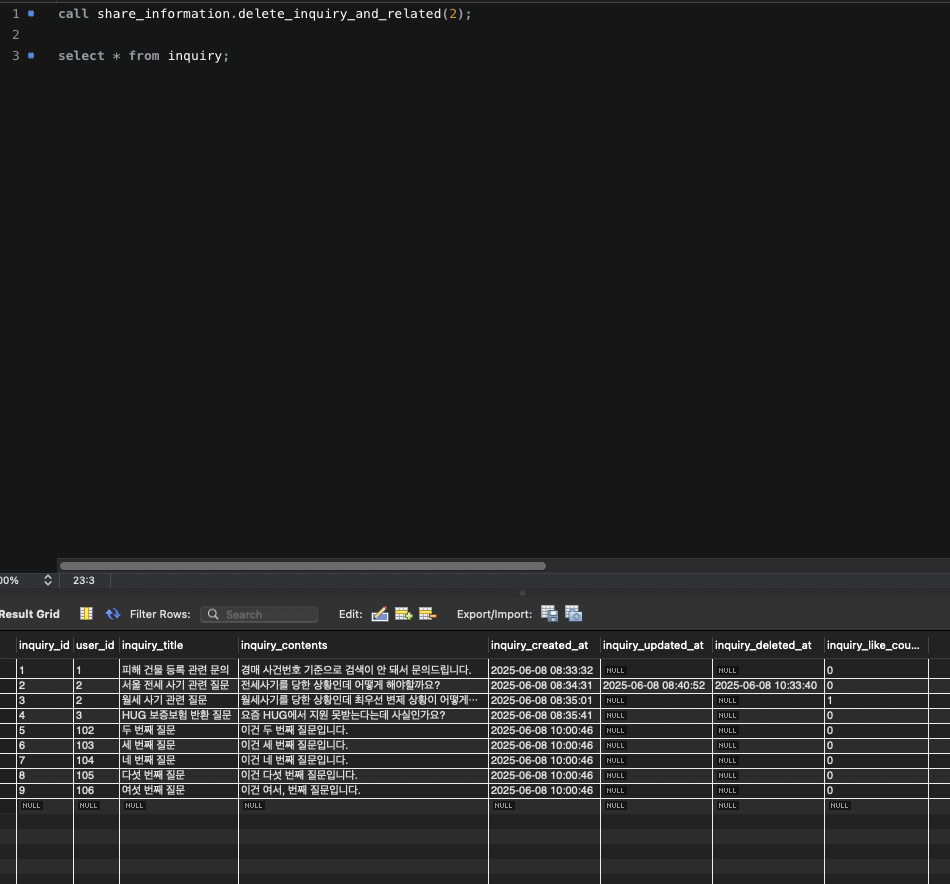 1 call share_information.delete_inquiry_and_related(2);
2
3 select * from inquiry;
00% 23:3
Result Grid Filter Rows: Search Edit: Export/Import:
inquiry_id user_id inquiry_title inquiry_contents inquiry_created_at inquiry_updated_at inquiry_deleted_at inquiry_like_cou...
1 1 피해 건물 등록 관련 문의 경매 사건번호 기준으로 검색이 안 돼서 문의드립니다. 2025-06-08 08:33:32 NULL NULL 0
2 2 서울 전세 사기 관련 질문 전세사기를 당한 상황인데 어떻게 해야할까요? 2025-06-08 08:34:31 2025-06-08 08:40:52 2025-06-08 10:33:40 0
3 2 월세 사기 관련 질문 월세사기를 당한 상황인데 최우선 변제 상황이 어떻게… 2025-06-08 08:35:01 NULL NULL 1
4 3 HUG 보증보험 반환 질문 요즘 HUG에서 지원 못받는다는데 사실인가요? 2025-06-08 08:35:41 NULL NULL 0
5 102 두 번째 질문 이건 두 번째 질문입니다. 2025-06-08 10:00:46 NULL NULL 0
6 103 세 번째 질문 이건 세 번째 질문입니다. 2025-06-08 10:00:46 NULL NULL 0
7 104 네 번째 질문 이건 네 번째 질문입니다. 2025-06-08 10:00:46 NULL NULL 0
8 105 다섯 번째 질문 이건 다섯 번째 질문입니다. 2025-06-08 10:00:46 NULL NULL 0
9 106 여섯 번째 질문 이건 여서, 번째 질문입니다. 2025-06-08 10:00:46 NULL NULL 0
NULL NULL NULL NULL NULL NULL NULL NULL